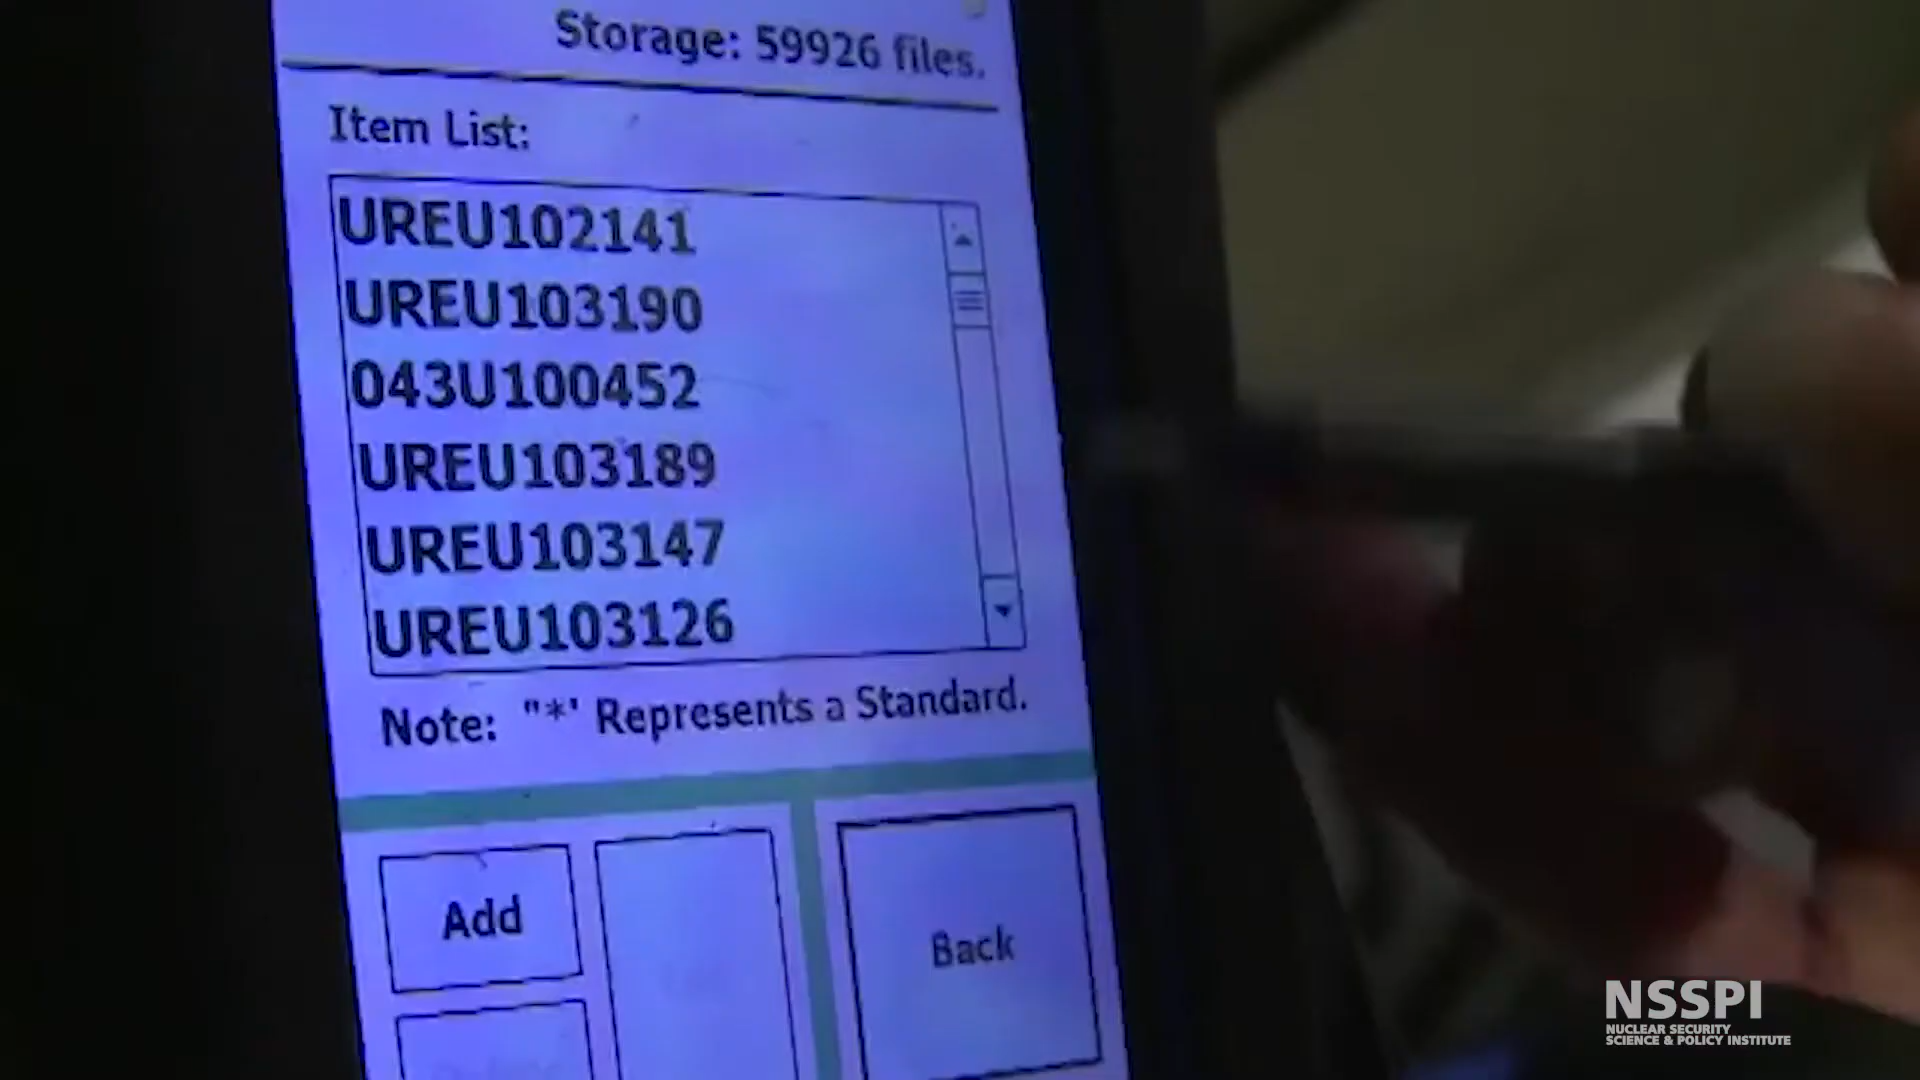 Storage: 59926 files.
Item List:
UREU102141
UREU103190
043U100452
UREU103189
UREU103147
UREU103126
Note: "*' Represents a Standard.
Add
Back
NSSPI
NUCLEAR SECURITY
SCIENCE & POLICY INSTITUTE